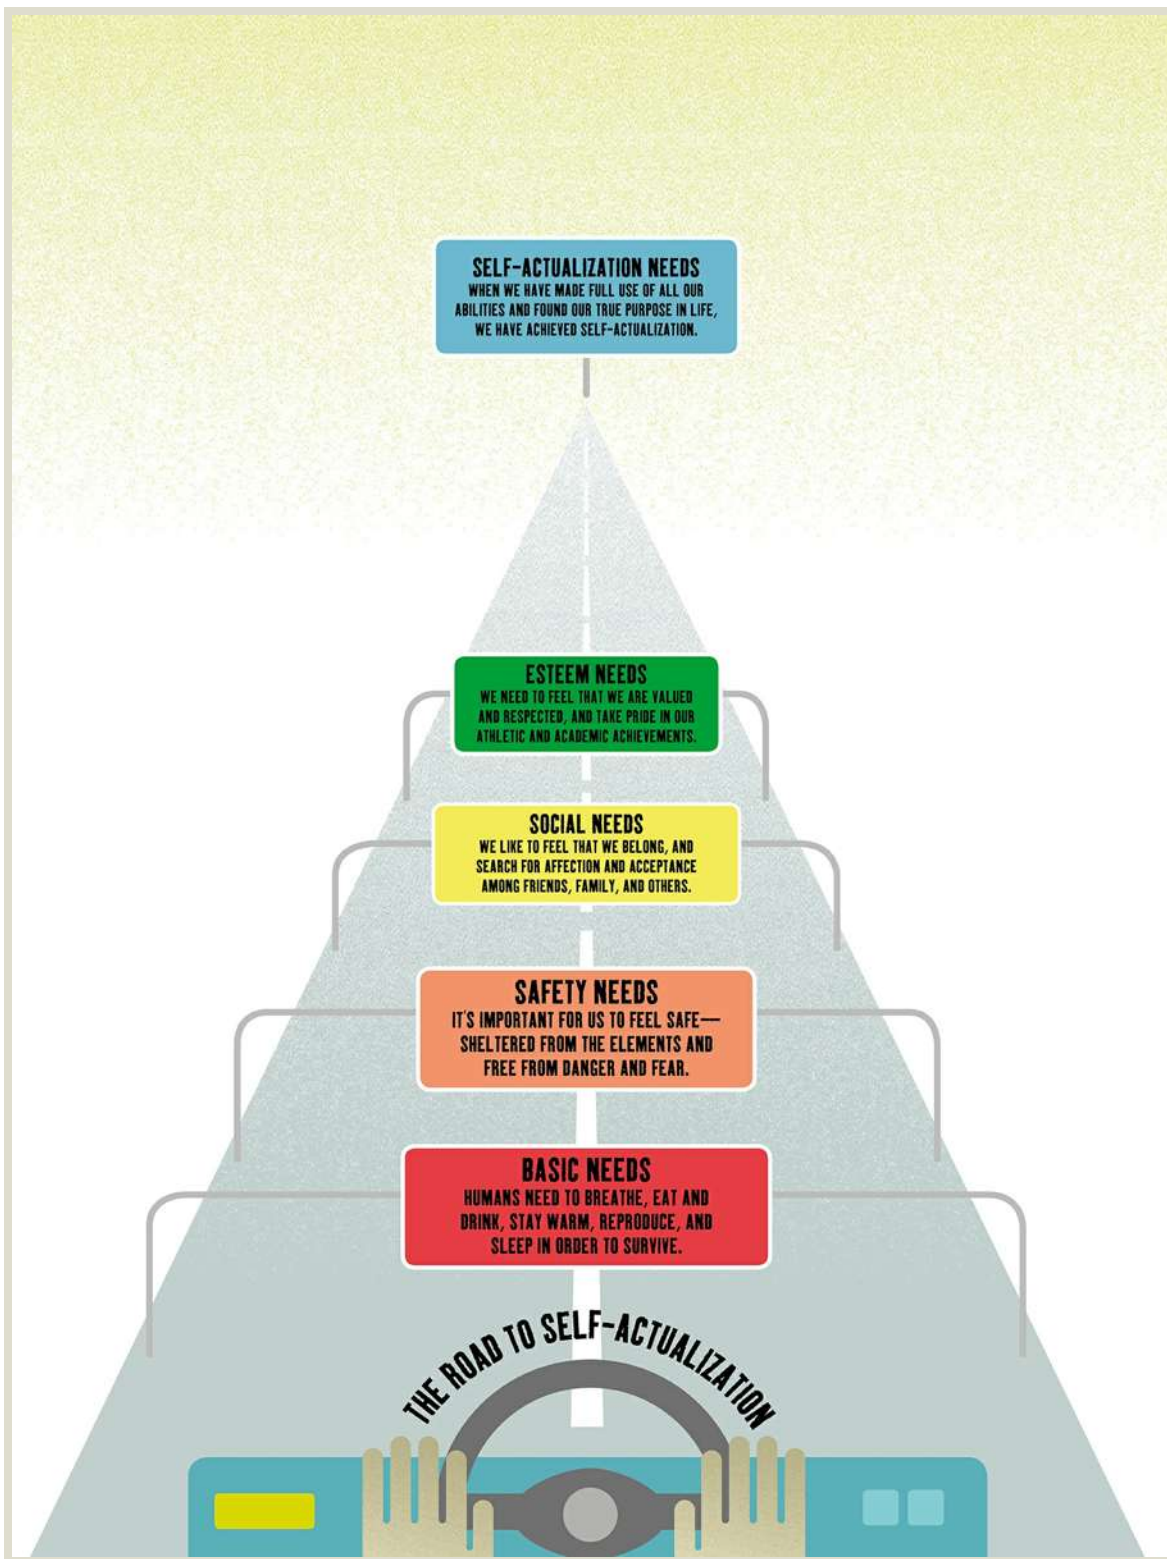 SELF-ACTUALIZATION NEEDS
WHEN WE HAVE MADE FULL USE OF ALL OUR
ABILITIES AND FOUND OUR TRUE PURPOSE IN LIFE,
WE HAVE ACHIEVED SELF-ACTUALIZATION.
ESTEEM NEEDS
WE NEED TO FEEL THAT WE ARE VALUED
AND RESPECTED, AND TAKE PRIDE IN OUR
ATHLETIC AND ACADEMIC ACHIEVEMENTS.
SOCIAL NEEDS
WE LIKE TO FEEL THAT WE BELONG, AND
SEARCH FOR AFFECTION AND ACCEPTANCE
AMONG FRIENDS, FAMILY, AND OTHERS.
SAFETY NEEDS
IT'S IMPORTANT FOR US TO FEEL SAFE—
SHELTERED FROM THE ELEMENTS AND
FREE FROM DANGER AND FEAR.
BASIC NEEDS
HUMANS NEED TO BREATHE, EAT AND
DRINK, STAY WARM, REPRODUCE, AND
SLEEP IN ORDER TO SURVIVE.
THE ROAD TO SELF-ACTUALIZATION